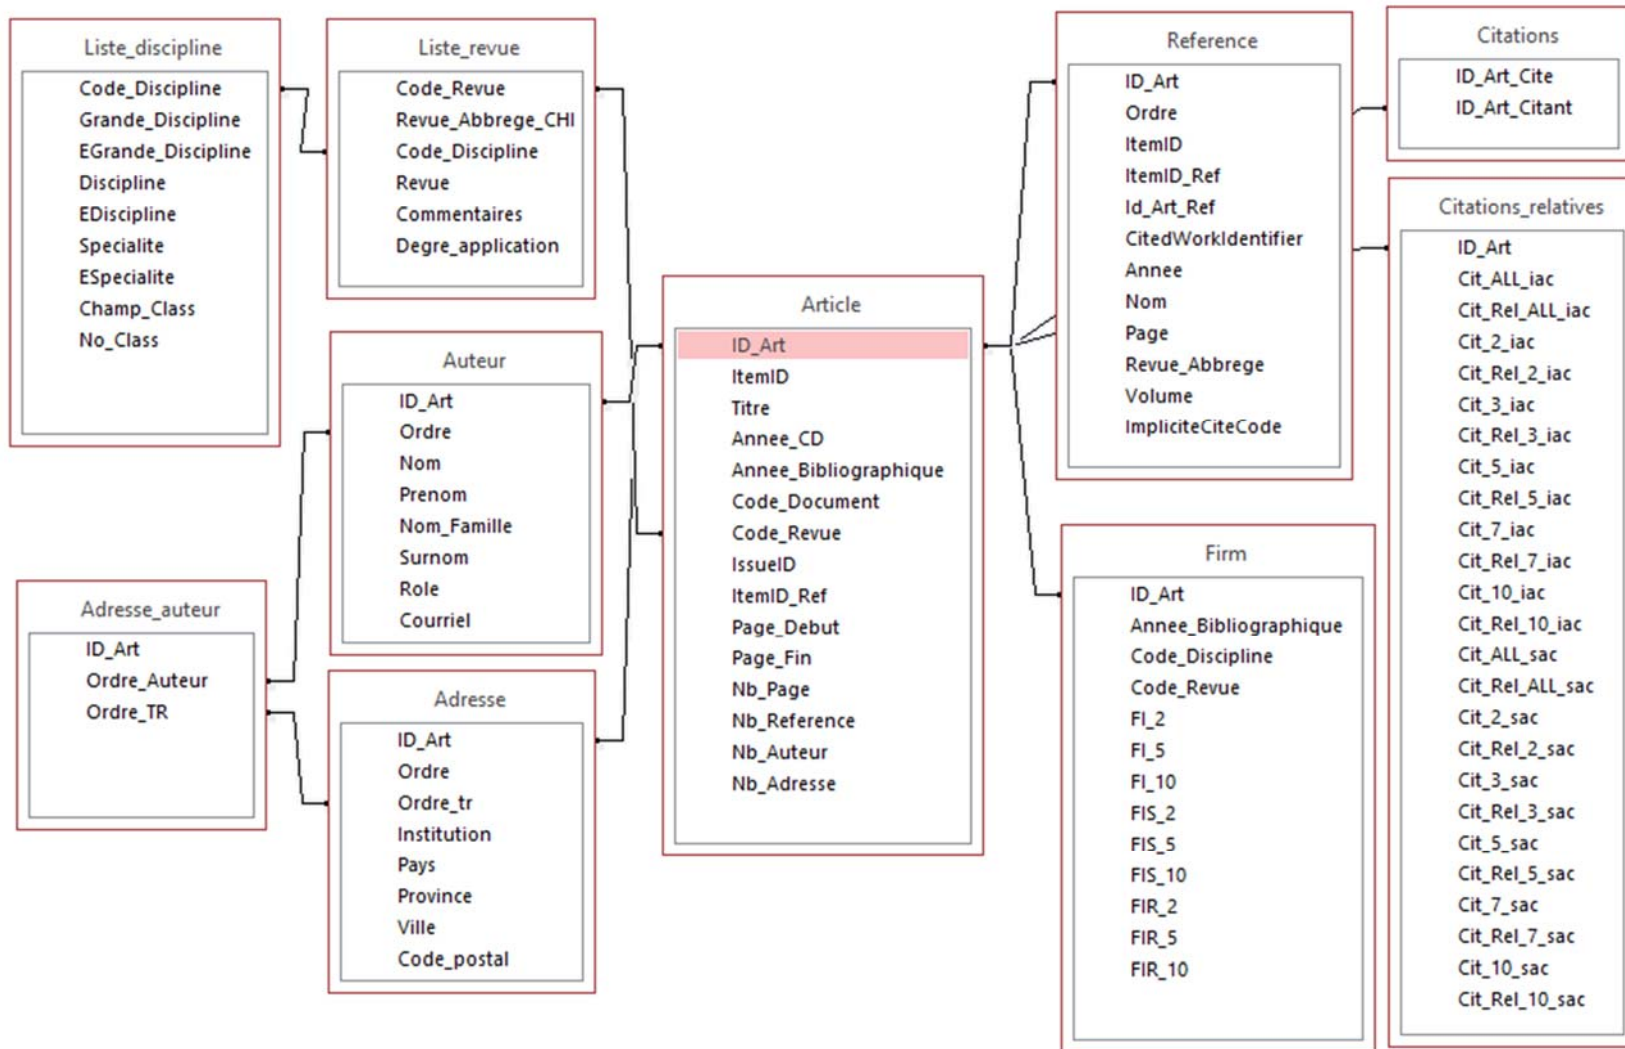 Liste_discipline
Code_Discipline
Grande_Discipline
EGrande_Discipline
Discipline
EDiscipline
Specialite
ESpecialite
Champ_Class
No_Class
Liste_revue
Code_Revue
Revue_Abbrege_CHI
Code_Discipline
Revue
Commentaires
Degre_application
Auteur
ID_Art
Ordre
Nom
Prenom
Nom_Famille
Surnom
Role
Courriel
Adresse_auteur
ID_Art
Ordre_Auteur
Ordre_TR
Adresse
ID_Art
Ordre
Ordre_tr
Institution
Pays
Province
Ville
Code_postal
Article
ID_Art
ItemID
Titre
Annee_CD
Annee_Bibliographique
Code_Document
Code_Revue
IssueID
ItemID_Ref
Page_Debut
Page_Fin
Nb_Page
Nb_Reference
Nb_Auteur
Nb_Adresse
Reference
ID_Art
Ordre
ItemID
ItemID_Ref
Id_Art_Ref
CitedWorkIdentifier
Annee
Nom
Page
Revue_Abbrege
Volume
ImpliciteCiteCode
Firm
ID_Art
Annee_Bibliographique
Code_Discipline
Code_Revue
FI_2
FI_5
FI_10
FIS_2
FIS_5
FIS_10
FIR_2
FIR_5
FIR_10
Citations
ID_Art_Cite
ID_Art_Citant
Citations_relatives
ID_Art
Cit_ALL_iac
Cit_Rel_ALL_iac
Cit_2_iac
Cit_Rel_2_iac
Cit_3_iac
Cit_Rel_3_iac
Cit_5_iac
Cit_Rel_5_iac
Cit_7_iac
Cit_Rel_7_iac
Cit_10_iac
Cit_Rel_10_iac
Cit_ALL_sac
Cit_Rel_ALL_sac
Cit_2_sac
Cit_Rel_2_sac
Cit_3_sac
Cit_Rel_3_sac
Cit_5_sac
Cit_Rel_5_sac
Cit_7_sac
Cit_Rel_7_sac
Cit_10_sac
Cit_Rel_10_sac